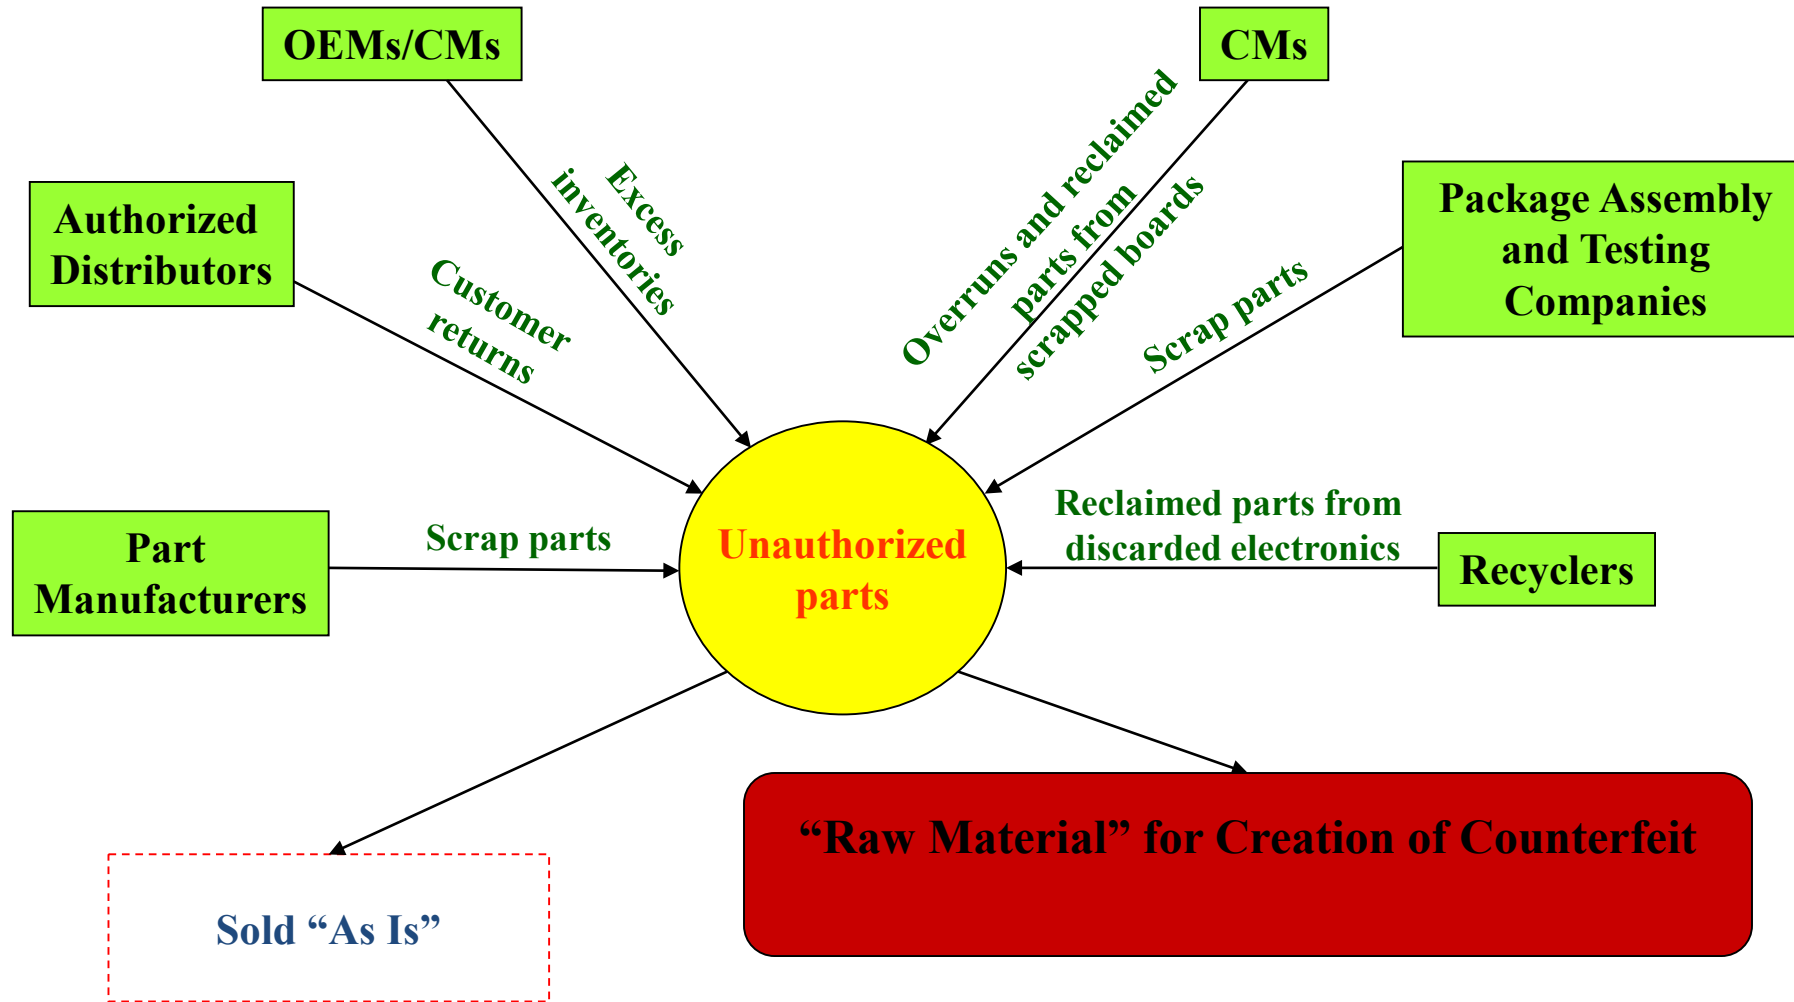 OEMs/CMs
CMs
Authorized
Distributors
Excess
inventories
Customer
returns
Overruns and reclaimed
parts from
scrapped boards
Package Assembly
and Testing
Companies
Scrap parts
Part
Manufacturers
Scrap parts
Unauthorized
parts
Reclaimed parts from
discarded electronics
Recyclers
“Raw Material” for Creation of Counterfeit
Sold “As Is”